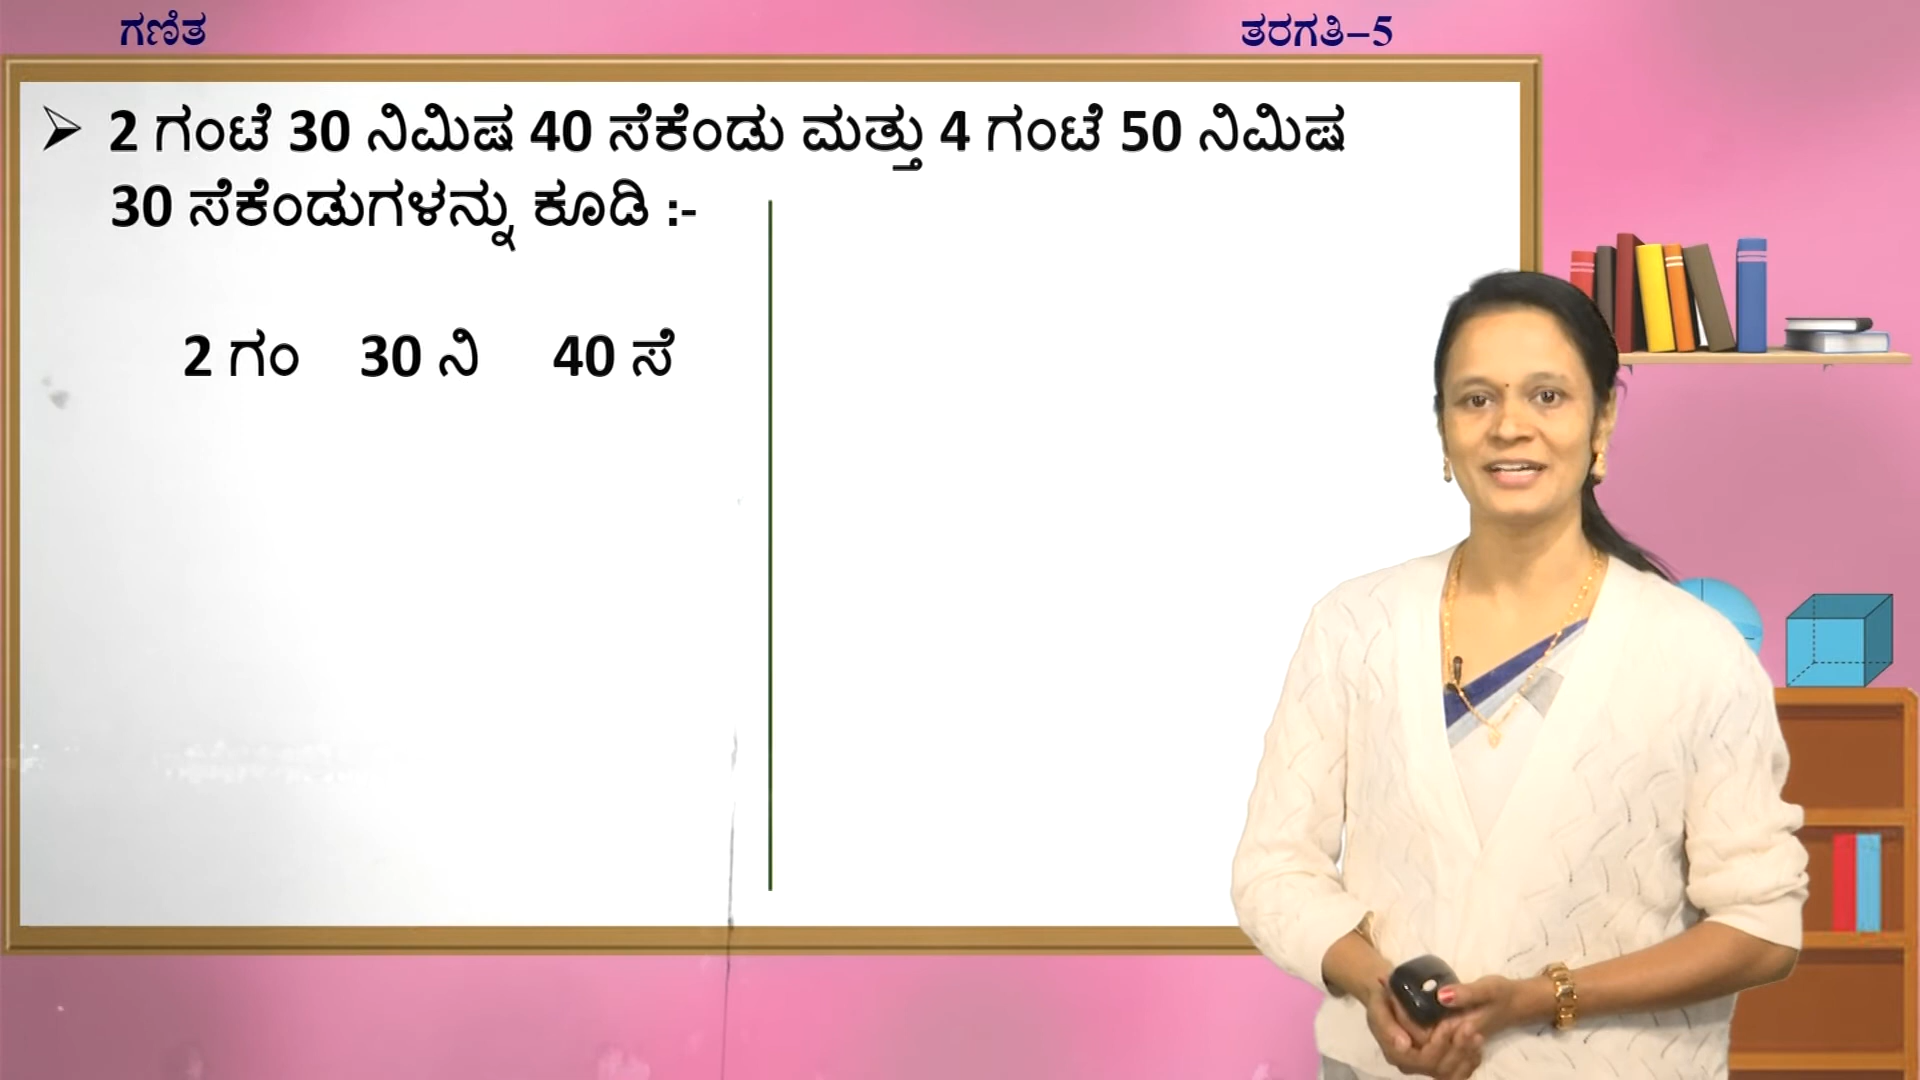 ಗಣಿತ
ತರಗತಿ–5
➢ 2 ಗಂಟೆ 30 ನಿಮಿಷ 40 ಸೆಕೆಂಡು ಮತ್ತು 4 ಗಂಟೆ 50 ನಿಮಿಷ
30 ಸೆಕೆಂಡುಗಳನ್ನು ಕೂಡಿ :-
2 ಗಂ 30 ನಿ 40 ಸೆ